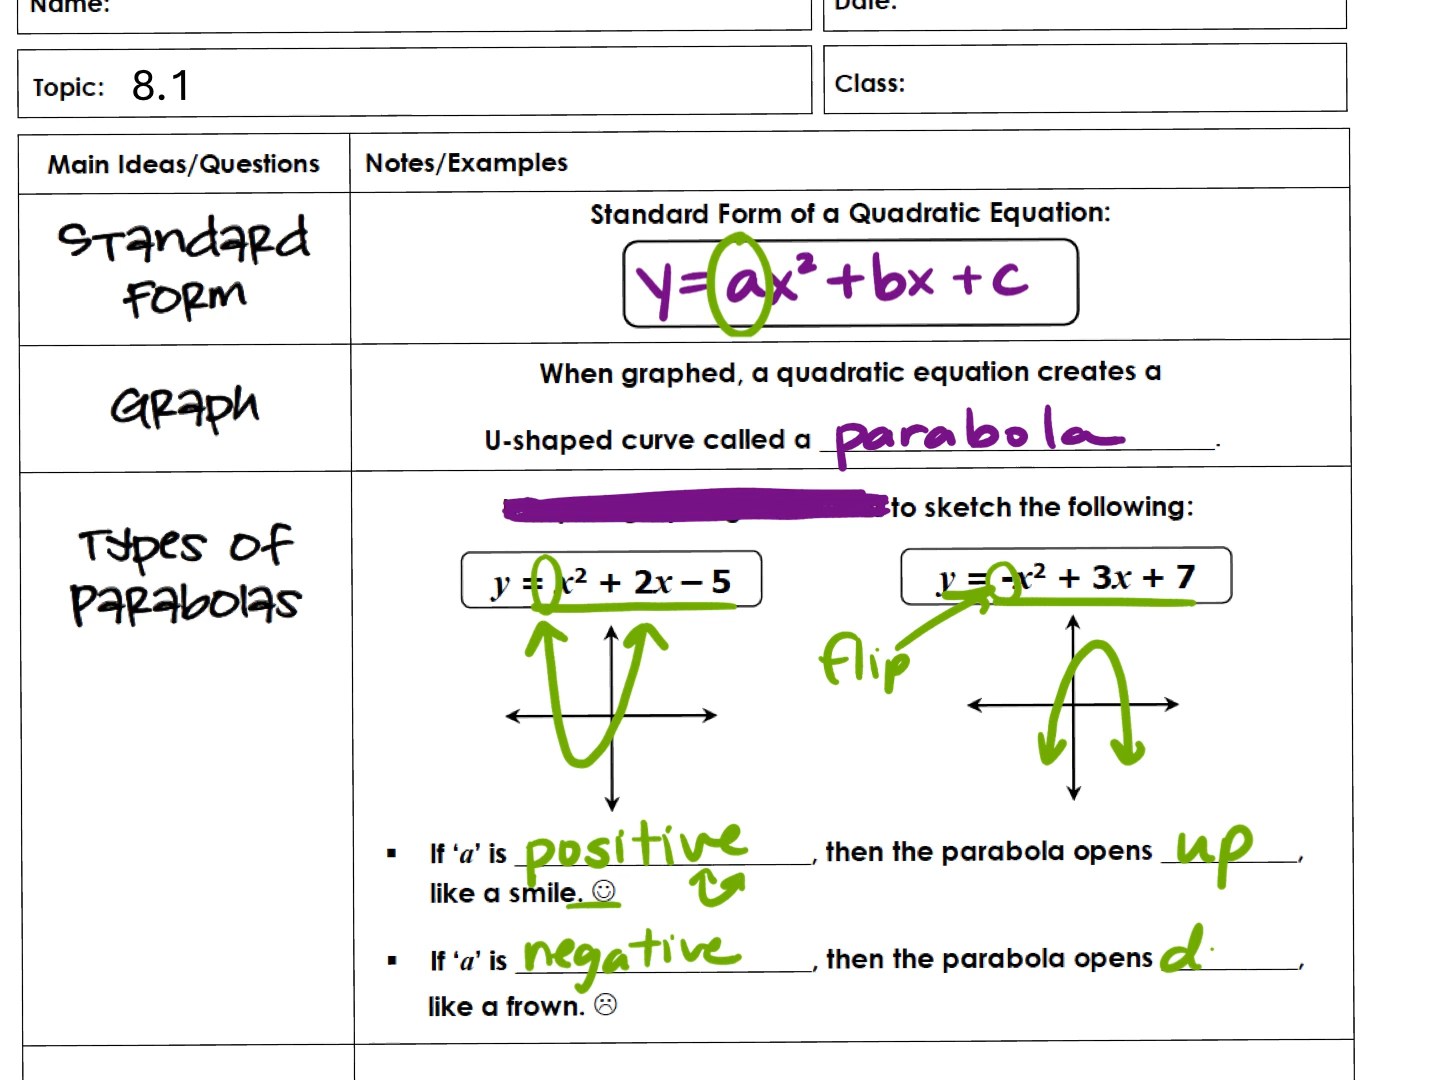 Name:
Date:
Topic: 8.1
Class:
Main Ideas/Questions
Notes/Examples
Standard Form
Standard Form of a Quadratic Equation:
y = ax² + bx + c
Graph
When graphed, a quadratic equation creates a
U-shaped curve called a parabola.
Types of Parabolas
to sketch the following:
y = x² + 2x – 5
y = -x² + 3x + 7
flip
▪ If ‘a’ is positive, then the parabola opens up,
like a smile. ☺
▪ If ‘a’ is negative, then the parabola opens d,
like a frown. ☹